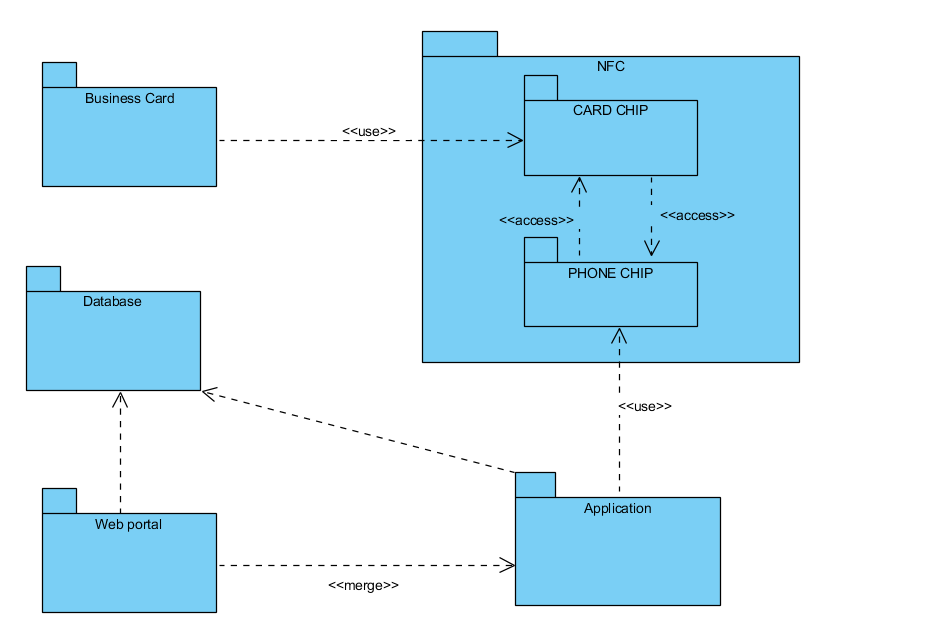 NFC
Business Card
CARD CHIP
<<use>>
<<access>>
<<access>>
PHONE CHIP
Database
<<use>>
Application
Web portal
<<merge>>